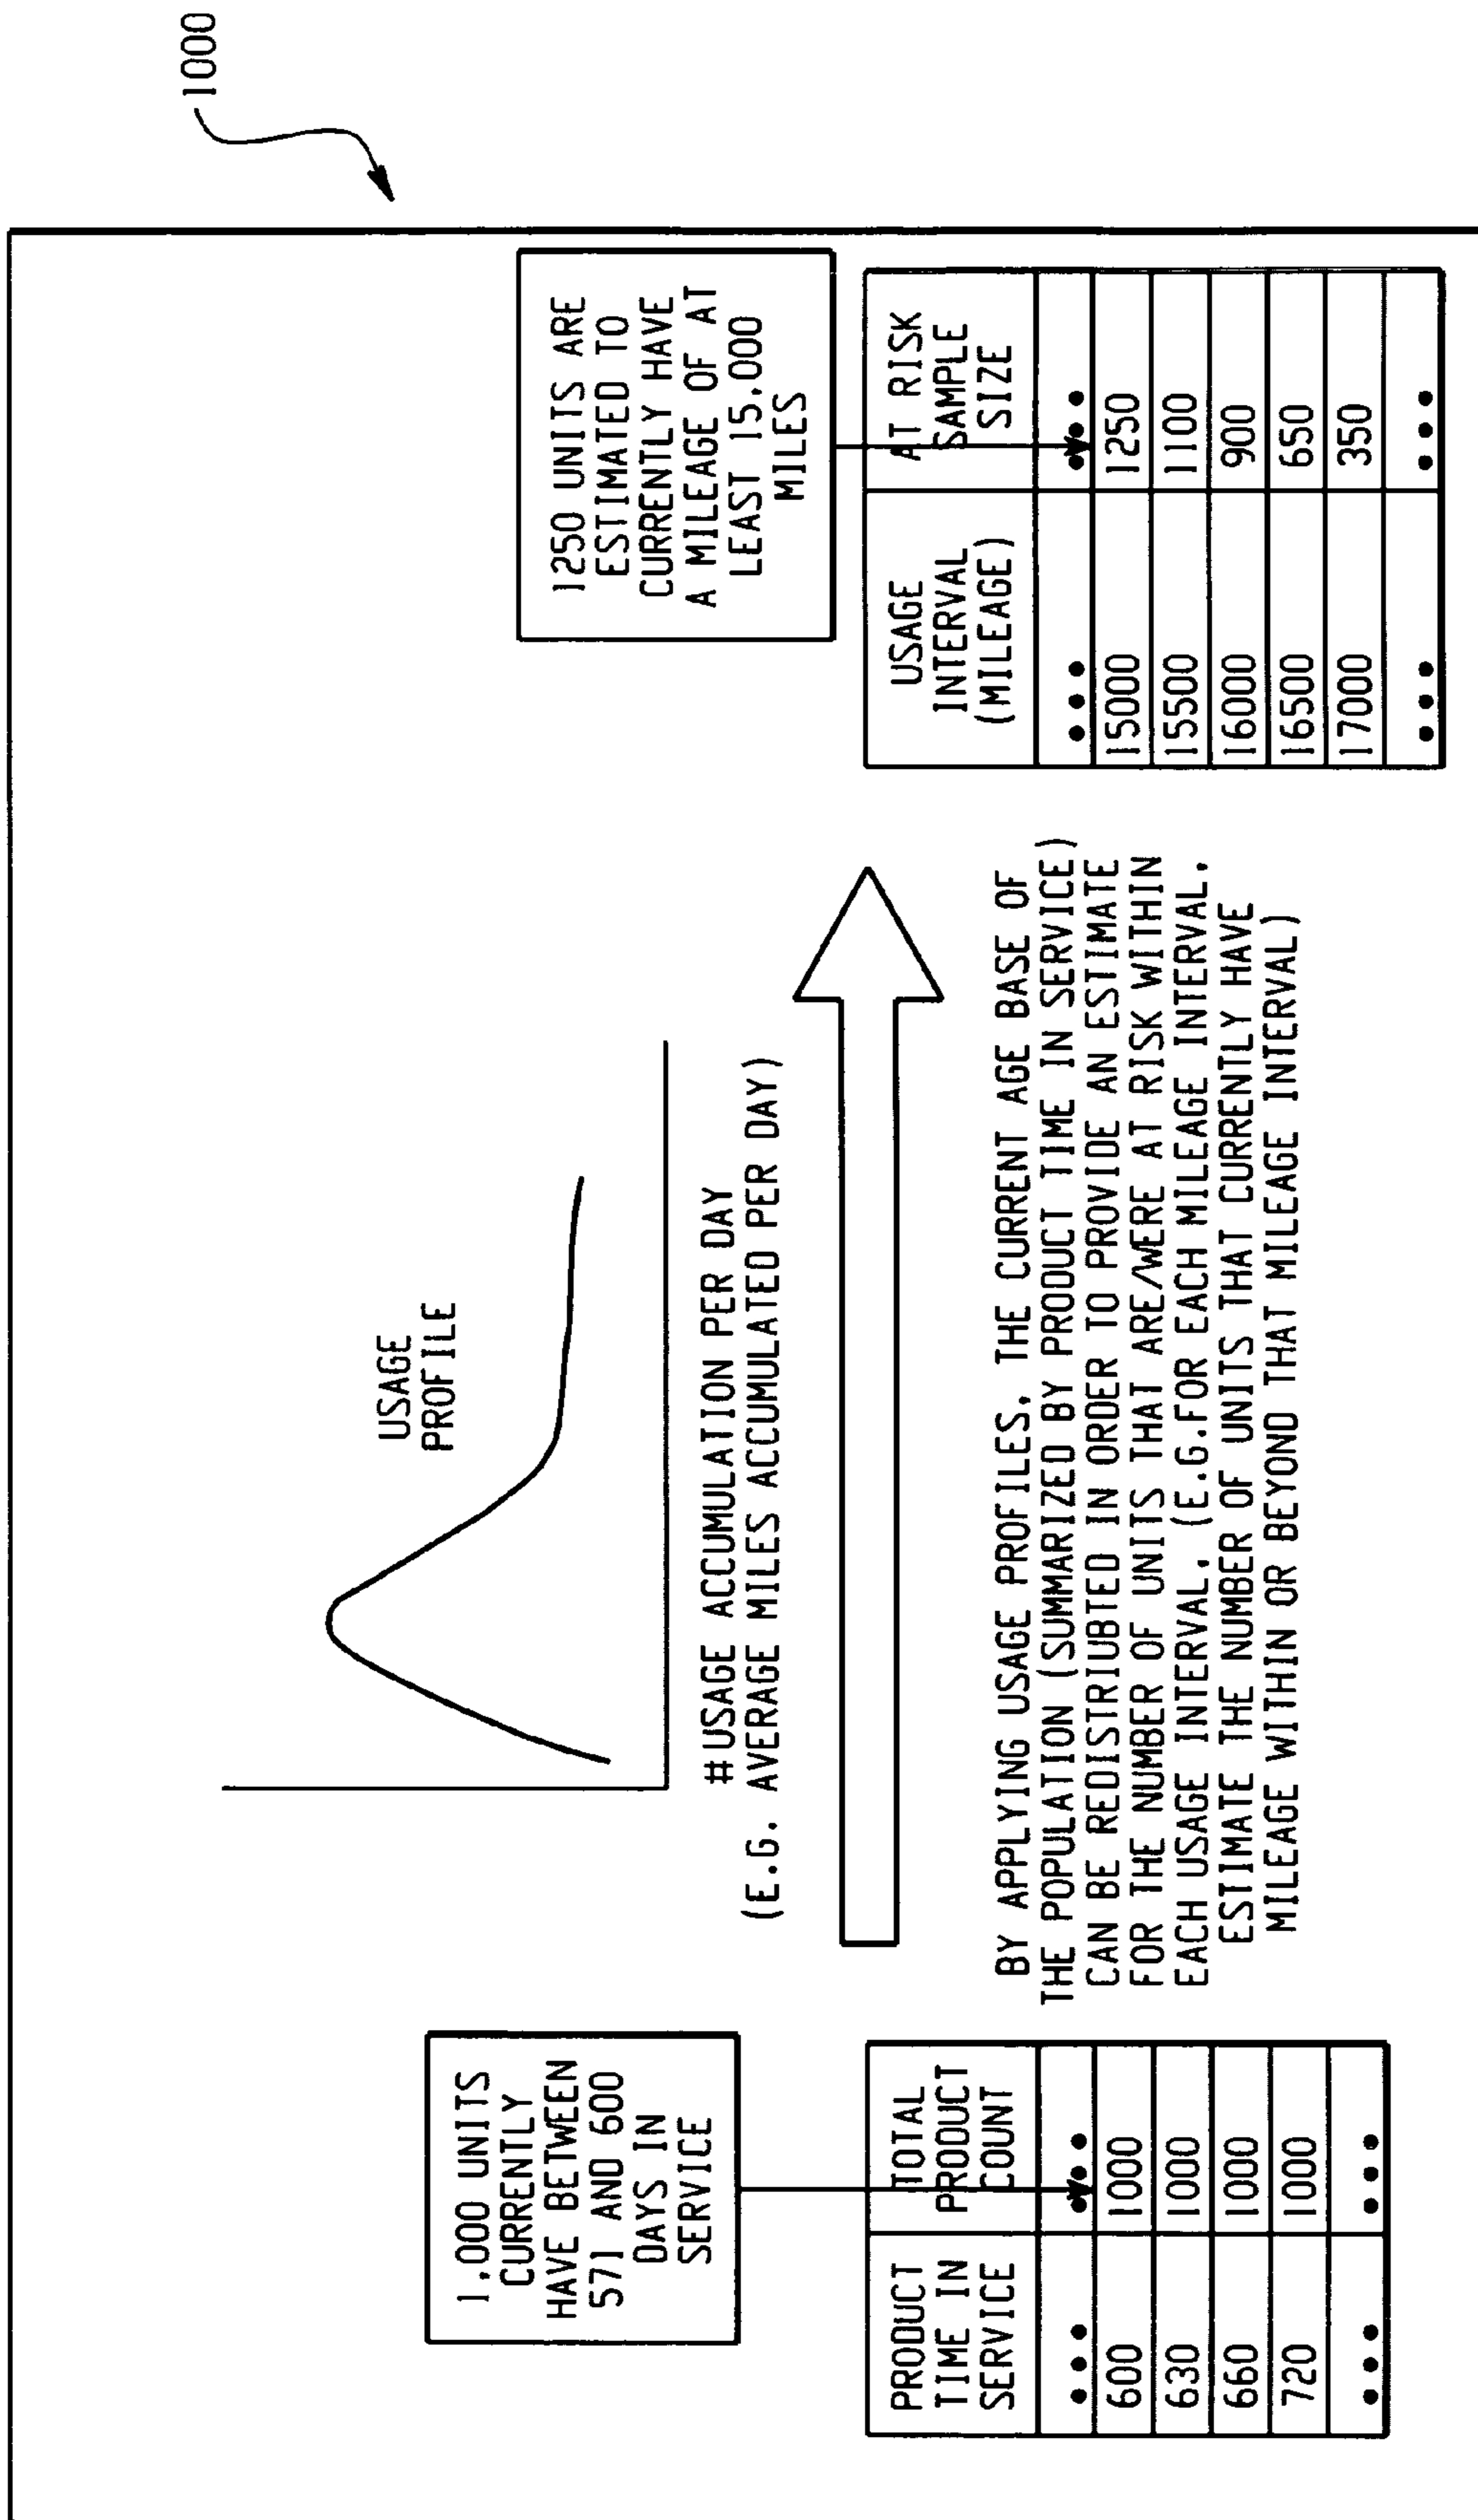 1000
1,000 UNITS
CURRENTLY
HAVE BETWEEN
571 AND 600
DAYS IN
SERVICE
PRODUCT
TIME IN
SERVICE
TOTAL
PRODUCT
COUNT
••• •••
600 1000
630 1000
660 1000
720 1000
••• •••
USAGE
PROFILE
# USAGE ACCUMULATION PER DAY
(E.G. AVERAGE MILES ACCUMULATED PER DAY)
BY APPLYING USAGE PROFILES, THE CURRENT AGE BASE OF
THE POPULATION (SUMMARIZED BY PRODUCT TIME IN SERVICE)
CAN BE REDISTRIUBTED IN ORDER TO PROVIDE AN ESTIMATE
FOR THE NUMBER OF UNITS THAT ARE/WERE AT RISK WITHIN
EACH USAGE INTERVAL. (E.G.FOR EACH MILEAGE INTERVAL,
ESTIMATE THE NUMBER OF UNITS THAT CURRENTLY HAVE
MILEAGE WITHIN OR BEYOND THAT MILEAGE INTERVAL)
1250 UNITS ARE
ESTIMATED TO
CURRENTLY HAVE
A MILEAGE OF AT
LEAST 15,000
MILES
USAGE
INTERVAL
(MILEAGE)
AT RISK
SAMPLE
SIZE
••• •••
15000 1250
15500 1100
16000 900
16500 650
17000 350
••• •••